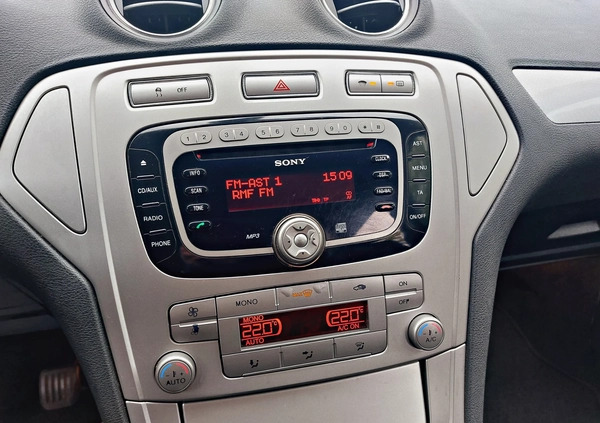 OFF
1 2 3 4 5 6 7 8 9 0 * #
SONY
INFO
SCAN
TONE
CD/AUX
RADIO
PHONE
FM-AST 1 15:09
RMF FM
TP
MP3
CLOCK
DSP
AST
MENU
TA
ON/OFF
MONO
ON
OFF
MONO
22.0°
AUTO
22.0°
A/C ON
AUTO
A/C